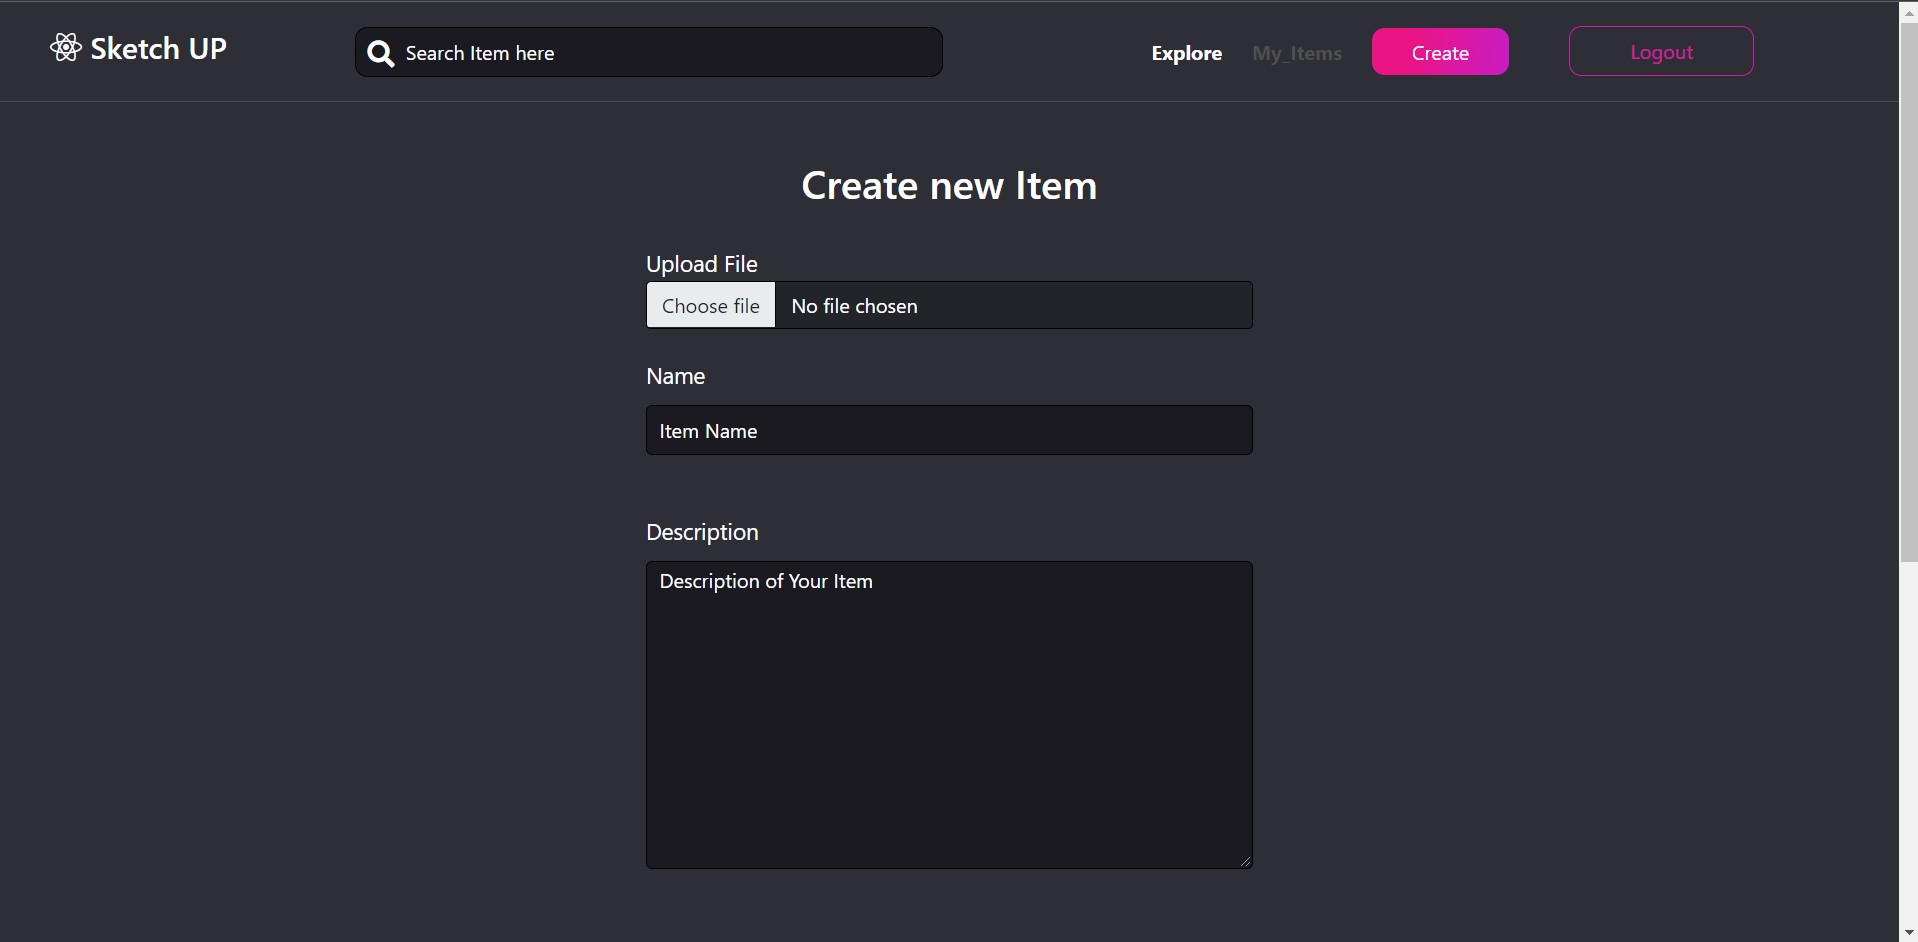 Sketch UP
Search Item here
Explore
My_Items
Create
Logout
Create new Item
Upload File
Choose file No file chosen
Name
Item Name
Description
Description of Your Item